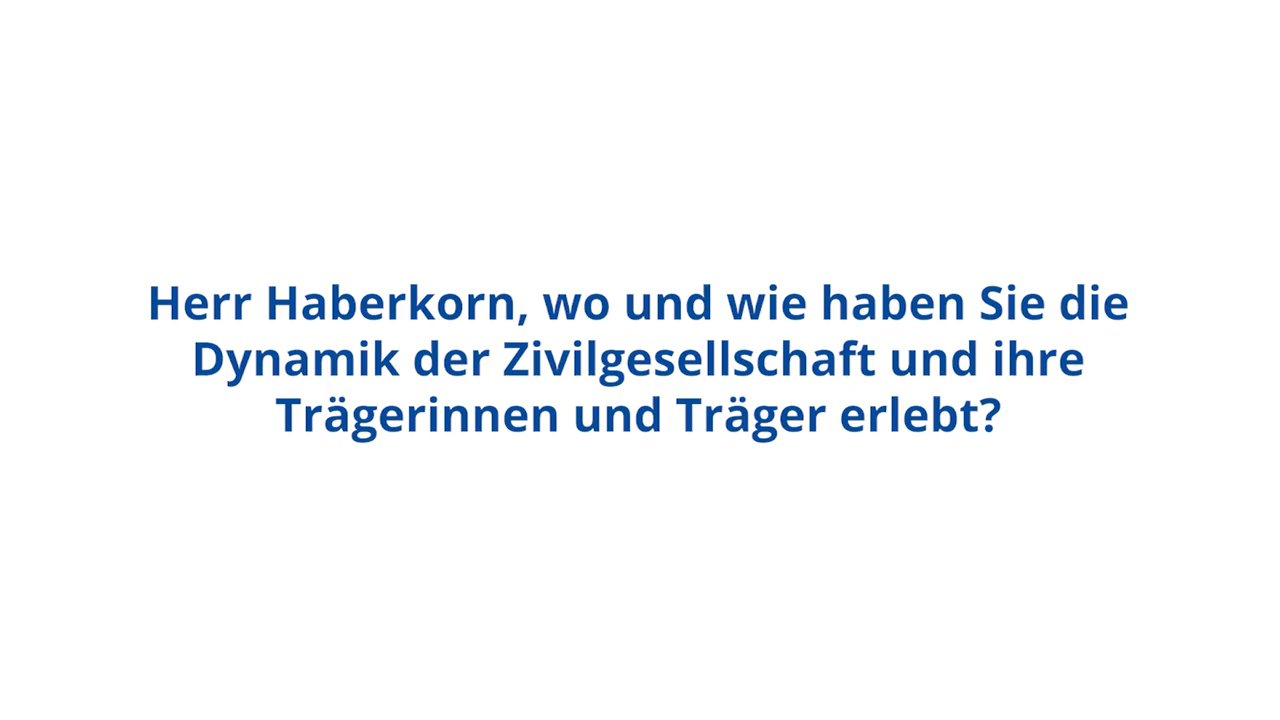 Herr Haberkorn, wo und wie haben Sie die
Dynamik der Zivilgesellschaft und ihre
Trägerinnen und Träger erlebt?